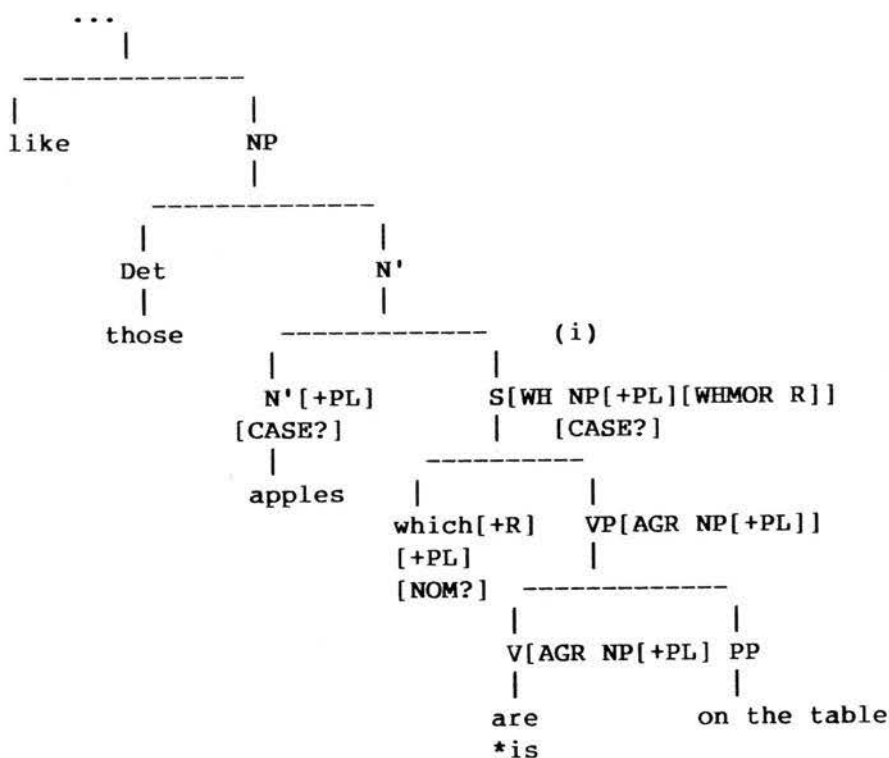 ...
like NP
Det N'
those (i)
N'[+PL] S[WH NP[+PL][WHMOR R]]
[CASE?] [CASE?]
apples
which[+R] VP[AGR NP[+PL]]
[+PL]
[NOM?]
V[AGR NP[+PL] PP
are on the table
*is